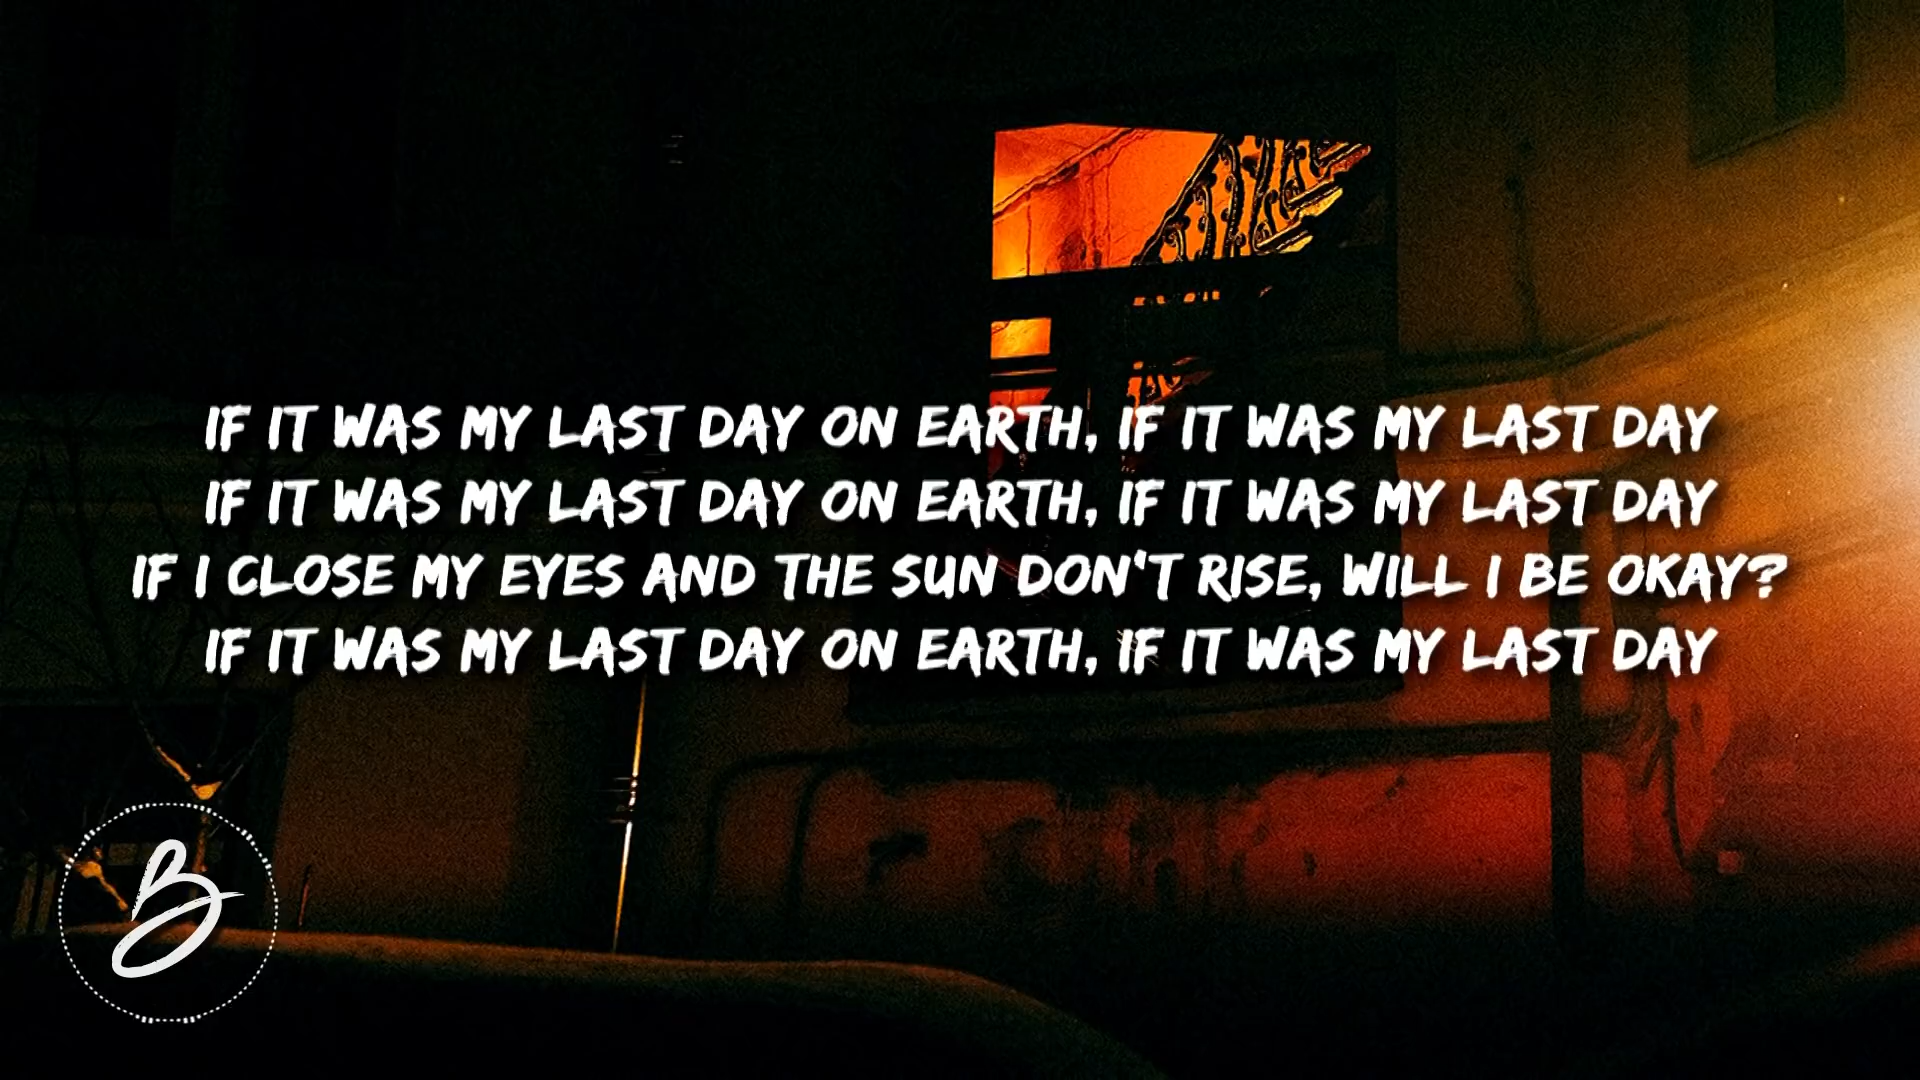 IF IT WAS MY LAST DAY ON EARTH, IF IT WAS MY LAST DAY
IF IT WAS MY LAST DAY ON EARTH, IF IT WAS MY LAST DAY
IF I CLOSE MY EYES AND THE SUN DON'T RISE, WILL I BE OKAY?
IF IT WAS MY LAST DAY ON EARTH, IF IT WAS MY LAST DAY
B